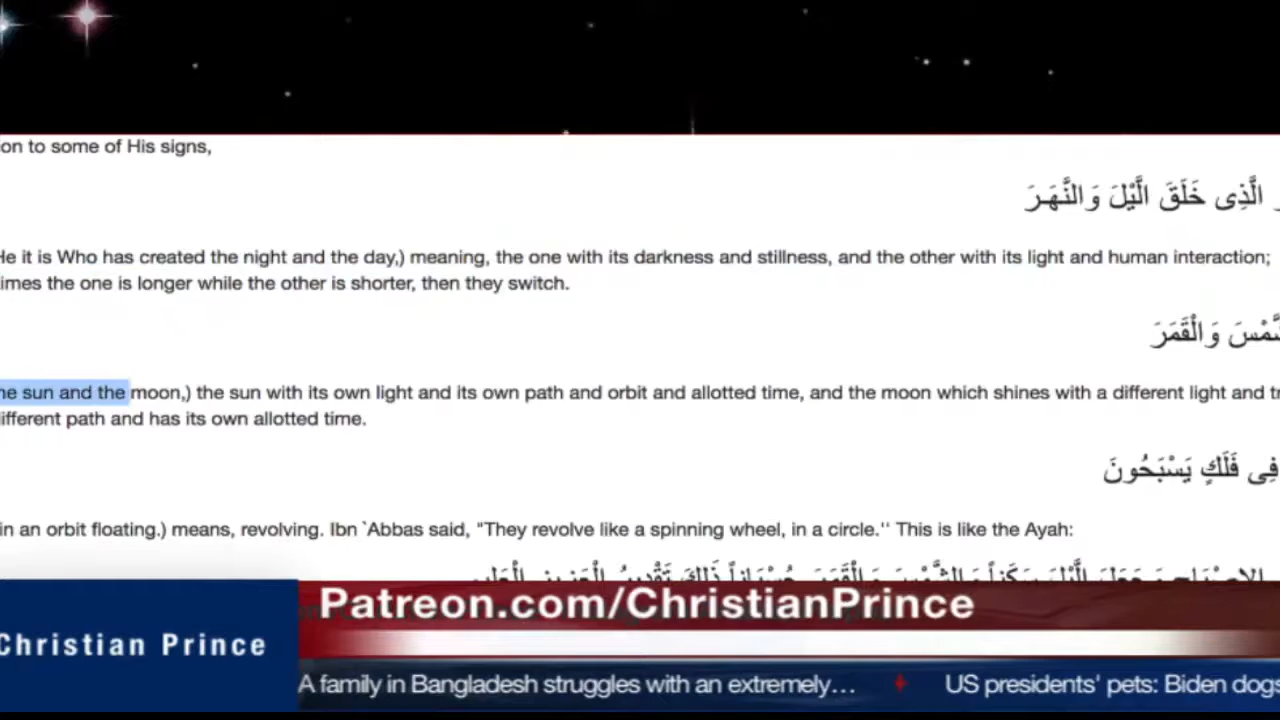 on to some of His signs,
الَّذِى خَلَقَ الَّيْلَ وَالنَّهَـرَ
He it is Who has created the night and the day,) meaning, the one with its darkness and stillness, and the other with its light and human interaction;
imes the one is longer while the other is shorter, then they switch.
وَالْقَمَرَ
he sun and the moon,) the sun with its own light and its own path and orbit and allotted time, and the moon which shines with a different light and
ifferent path and has its own allotted time.
فِى فَلَكٍ يَسْبَحُونَ
in an orbit floating.) means, revolving. Ibn `Abbas said, "They revolve like a spinning wheel, in a circle.'' This is like the Ayah:
Patreon.com/ChristianPrince
Christian Prince
A family in Bangladesh struggles with an extremely…
US presidents' pets: Biden dogs